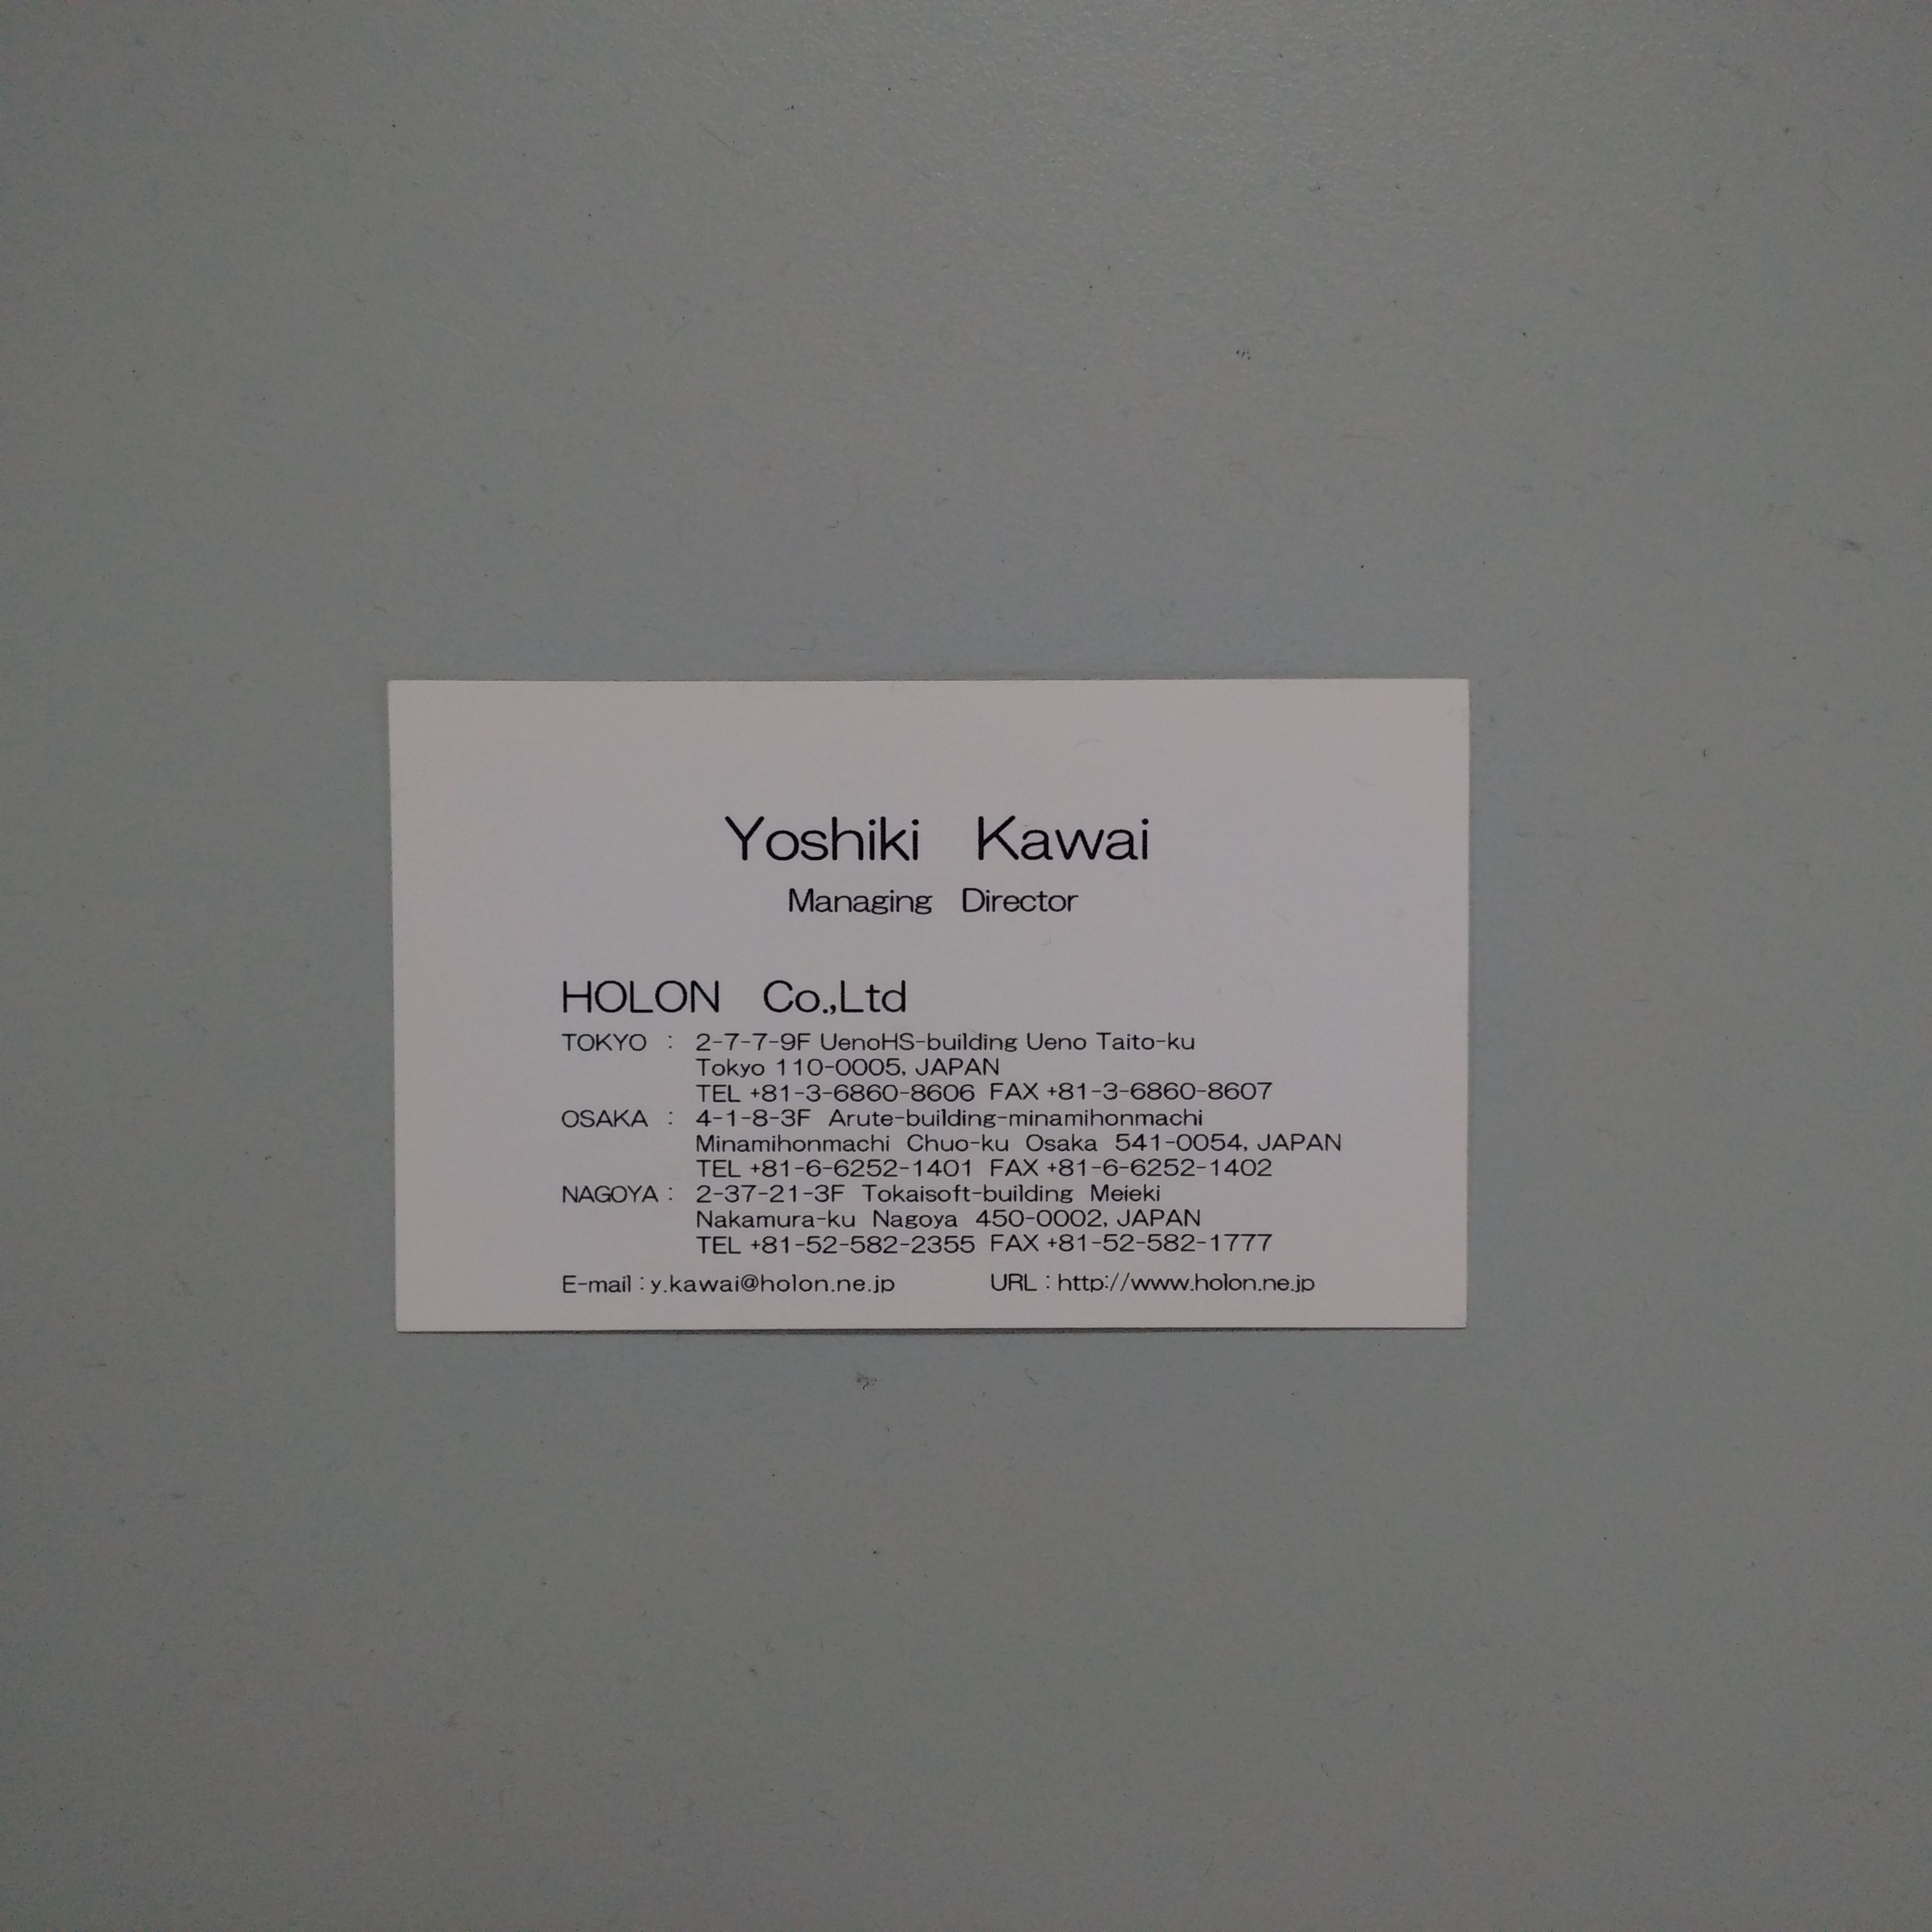 Yoshiki Kawai
Managing Director
HOLON Co.,Ltd
TOKYO : 2-7-7-9F UenoHS-building Ueno Taito-ku
Tokyo 110-0005, JAPAN
TEL +81-3-6860-8606 FAX +81-3-6860-8607
OSAKA : 4-1-8-3F Arute-building-minamihonmachi
Minamihonmachi Chuo-ku Osaka 541-0054, JAPAN
TEL +81-6-6252-1401 FAX +81-6-6252-1402
NAGOYA : 2-37-21-3F Tokaisoft-building Meieki
Nakamura-ku Nagoya 450-0002, JAPAN
TEL +81-52-582-2355 FAX +81-52-582-1777
E-mail : y.kawai@holon.ne.jp URL : http://www.holon.ne.jp